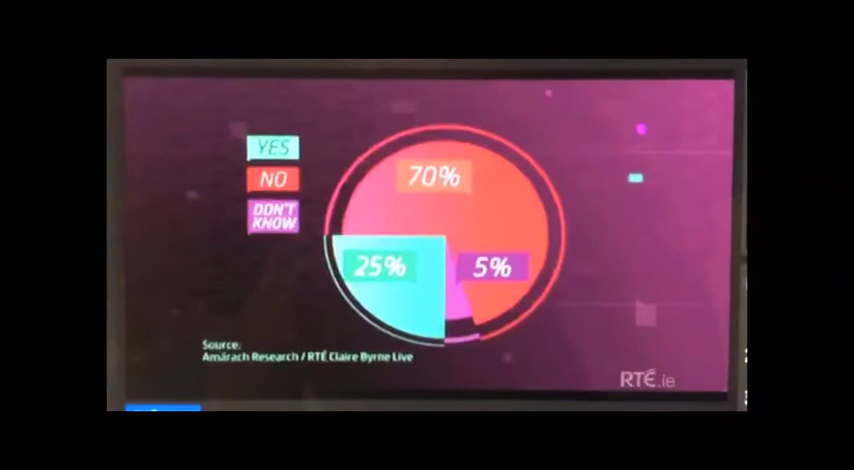 YES
NO
DON'T
KNOW
70%
25%
5%
Source:
Amárach Research / RTÉ Claire Byrne Live
RTÉ.ie